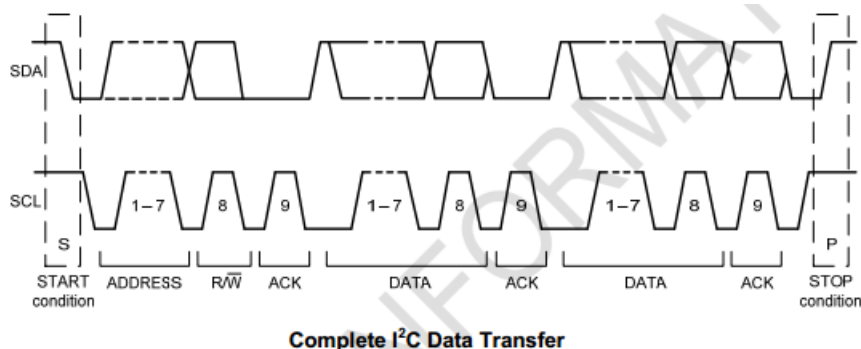 SDA
SCL
1–7 8 9 1–7 8 9 1–7 8 9
S P
START ADDRESS R/W̅ ACK DATA ACK DATA ACK STOP
condition condition
Complete I²C Data Transfer